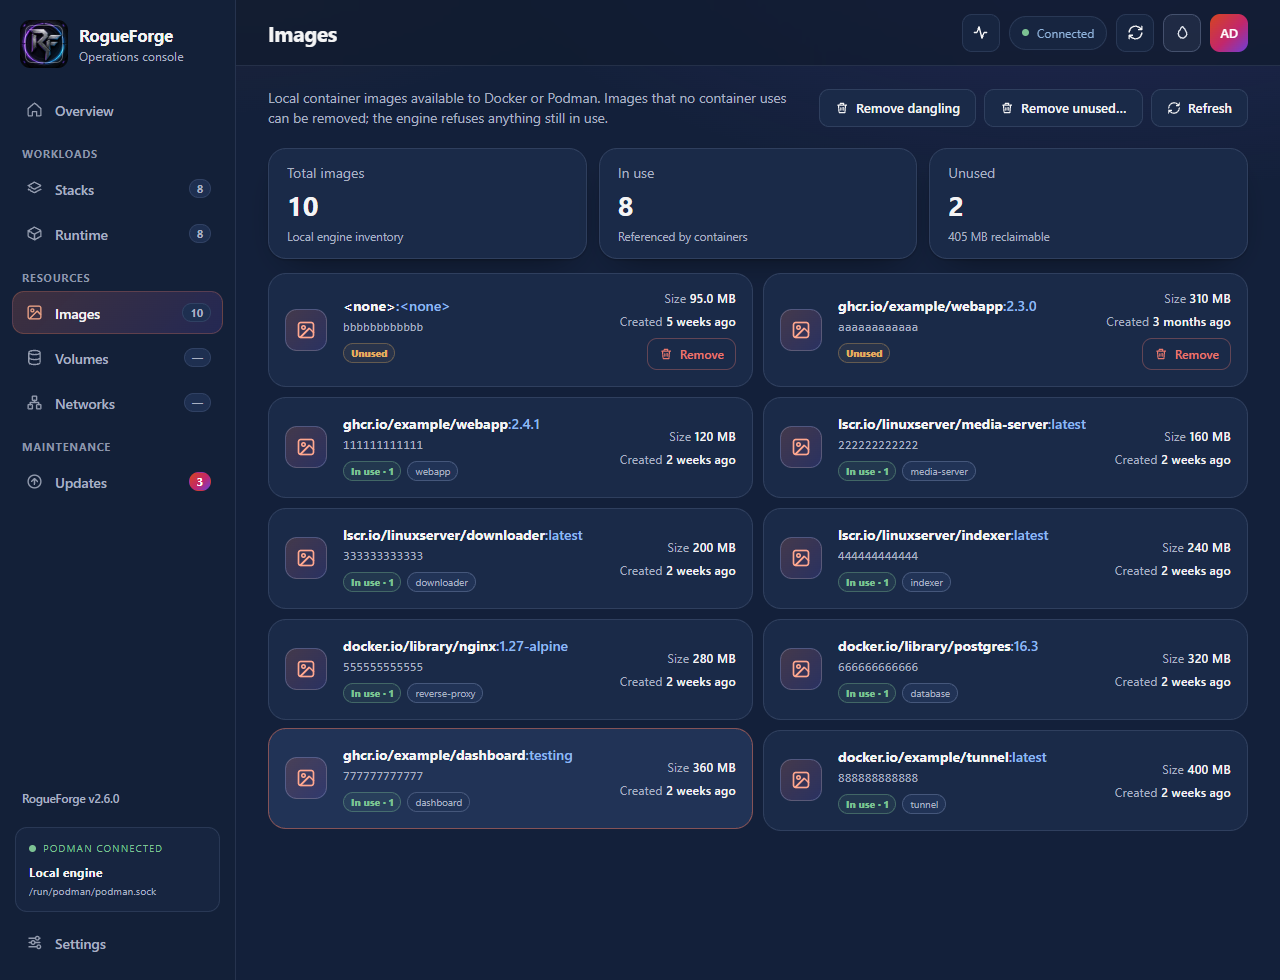 RogueForge
Operations console
Overview
WORKLOADS
Stacks 8
Runtime 8
RESOURCES
Images 10
Volumes —
Networks —
MAINTENANCE
Updates 3
RogueForge v2.6.0
PODMAN CONNECTED
Local engine
/run/podman/podman.sock
Settings
Images
Connected
AD
Local container images available to Docker or Podman. Images that no container uses
can be removed; the engine refuses anything still in use.
Remove dangling
Remove unused...
Refresh
Total images
10
Local engine inventory
In use
8
Referenced by containers
Unused
2
405 MB reclaimable
<none>:<none>
bbbbbbbbbbbb
Unused
Size 95.0 MB
Created 5 weeks ago
Remove
ghcr.io/example/webapp:2.3.0
aaaaaaaaaaaa
Unused
Size 310 MB
Created 3 months ago
Remove
ghcr.io/example/webapp:2.4.1
111111111111
In use · 1 webapp
Size 120 MB
Created 2 weeks ago
lscr.io/linuxserver/media-server:latest
222222222222
In use · 1 media-server
Size 160 MB
Created 2 weeks ago
lscr.io/linuxserver/downloader:latest
333333333333
In use · 1 downloader
Size 200 MB
Created 2 weeks ago
lscr.io/linuxserver/indexer:latest
444444444444
In use · 1 indexer
Size 240 MB
Created 2 weeks ago
docker.io/library/nginx:1.27-alpine
555555555555
In use · 1 reverse-proxy
Size 280 MB
Created 2 weeks ago
docker.io/library/postgres:16.3
666666666666
In use · 1 database
Size 320 MB
Created 2 weeks ago
ghcr.io/example/dashboard:testing
777777777777
In use · 1 dashboard
Size 360 MB
Created 2 weeks ago
docker.io/example/tunnel:latest
888888888888
In use · 1 tunnel
Size 400 MB
Created 2 weeks ago